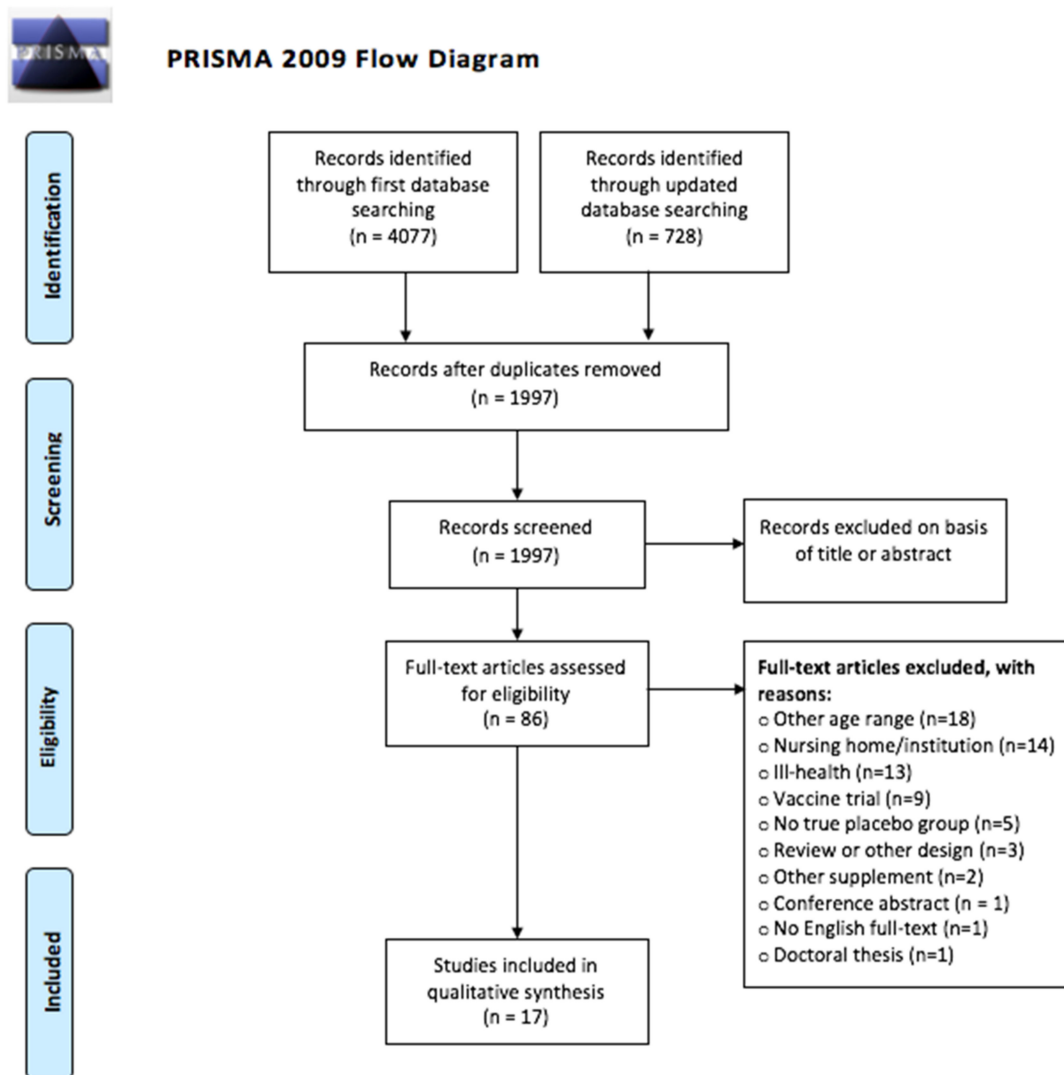 PRISMA
PRISMA 2009 Flow Diagram
Identification
Records identified
through first database
searching
(n = 4077)
Records identified
through updated
database searching
(n = 728)
Records after duplicates removed
(n = 1997)
Screening
Records screened
(n = 1997)
Records excluded on basis
of title or abstract
Eligibility
Full-text articles assessed
for eligibility
(n = 86)
Full-text articles excluded, with
reasons:
o Other age range (n=18)
o Nursing home/institution (n=14)
o Ill-health (n=13)
o Vaccine trial (n=9)
o No true placebo group (n=5)
o Review or other design (n=3)
o Other supplement (n=2)
o Conference abstract (n = 1)
o No English full-text (n=1)
o Doctoral thesis (n=1)
Included
Studies included in
qualitative synthesis
(n = 17)